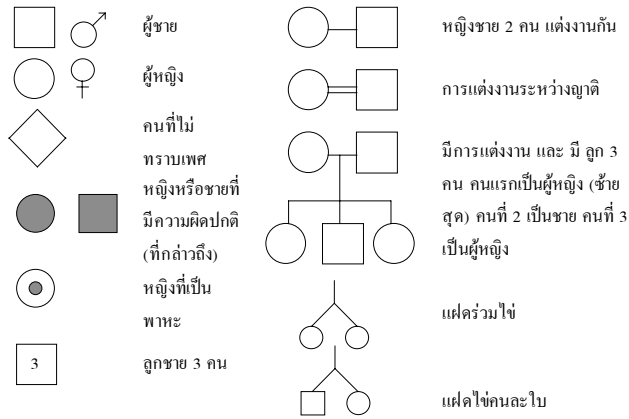 ผู้ชาย
ผู้หญิง
คนที่ไม่
ทราบเพศ
หญิงหรือชายที่
มีความผิดปกติ
(ที่กล่าวถึง)
หญิงที่เป็น
พาหะ
3
ลูกชาย 3 คน
หญิงชาย 2 คน แต่งงานกัน
การแต่งงานระหว่างญาติ
มีการแต่งงาน และ มี ลูก 3
คน คนแรกเป็นผู้หญิง (ซ้าย
สุด) คนที่ 2 เป็นชาย คนที่ 3
เป็นผู้หญิง
แฝดร่วมไข่
แฝดไข่คนละใบ